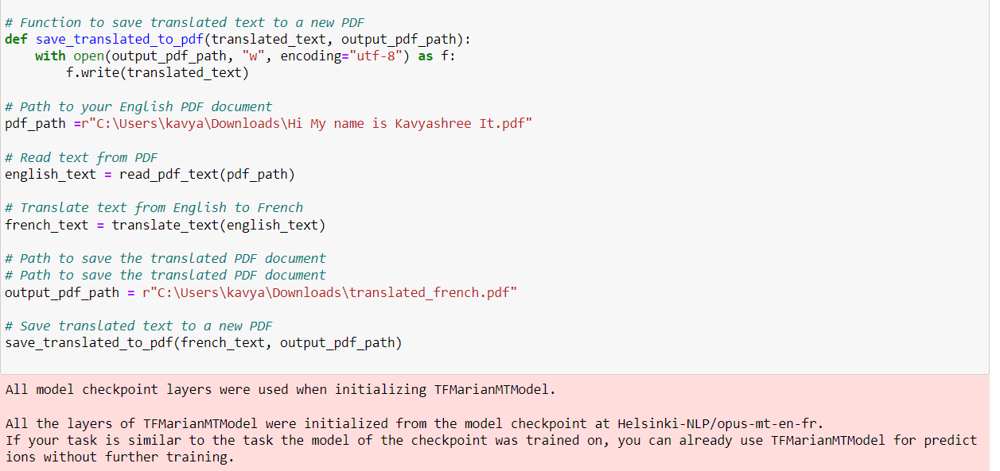 # Function to save translated text to a new PDF
def save_translated_to_pdf(translated_text, output_pdf_path):
    with open(output_pdf_path, "w", encoding="utf-8") as f:
        f.write(translated_text)
# Path to your English PDF document
pdf_path =r"C:\Users\kavya\Downloads\Hi My name is Kavyashree It.pdf"
# Read text from PDF
english_text = read_pdf_text(pdf_path)
# Translate text from English to French
french_text = translate_text(english_text)
# Path to save the translated PDF document
# Path to save the translated PDF document
output_pdf_path = r"C:\Users\kavya\Downloads\translated_french.pdf"
# Save translated text to a new PDF
save_translated_to_pdf(french_text, output_pdf_path)
All model checkpoint layers were used when initializing TFMarianMTModel.
All the layers of TFMarianMTModel were initialized from the model checkpoint at Helsinki-NLP/opus-mt-en-fr.
If your task is similar to the task the model of the checkpoint was trained on, you can already use TFMarianMTModel for predict
ions without further training.